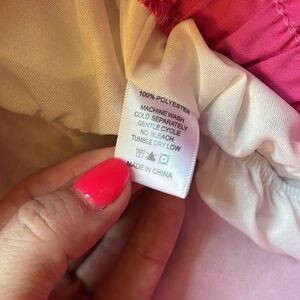 100% POLYESTER
MACHINE WASH
COLD SEPARATELY
GENTLE CYCLE
NO BLEACH
TUMBLE DRY LOW
MADE IN CHINA